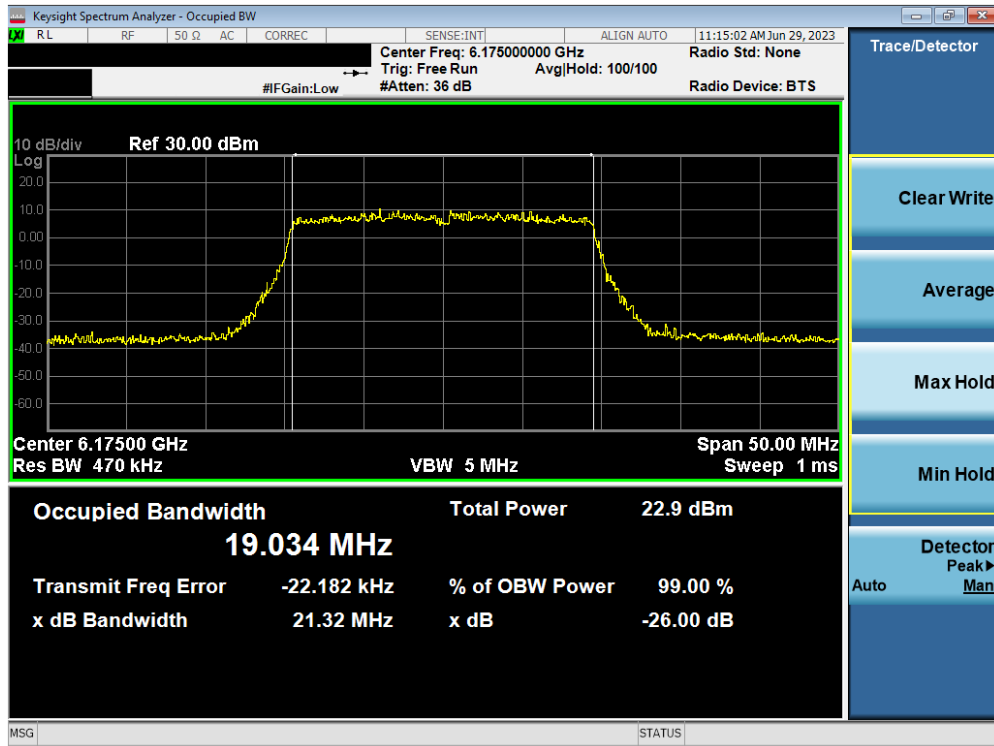 Keysight Spectrum Analyzer - Occupied BW
LXI RL RF 50 Ω AC CORREC SENSE:INT ALIGN AUTO 11:15:02 AM Jun 29, 2023
Center Freq: 6.175000000 GHz Radio Std: None
Trig: Free Run Avg|Hold: 100/100
#IFGain:Low #Atten: 36 dB Radio Device: BTS
Trace/Detector
10 dB/div Ref 30.00 dBm
Log
20.0
10.0
0.00
-10.0
-20.0
-30.0
-40.0
-50.0
-60.0
Center 6.17500 GHz Span 50.00 MHz
Res BW 470 kHz VBW 5 MHz Sweep 1 ms
Clear Write
Average
Max Hold
Min Hold
Detector
Peak▶
Auto Man
Occupied Bandwidth Total Power 22.9 dBm
19.034 MHz
Transmit Freq Error -22.182 kHz % of OBW Power 99.00 %
x dB Bandwidth 21.32 MHz x dB -26.00 dB
MSG STATUS